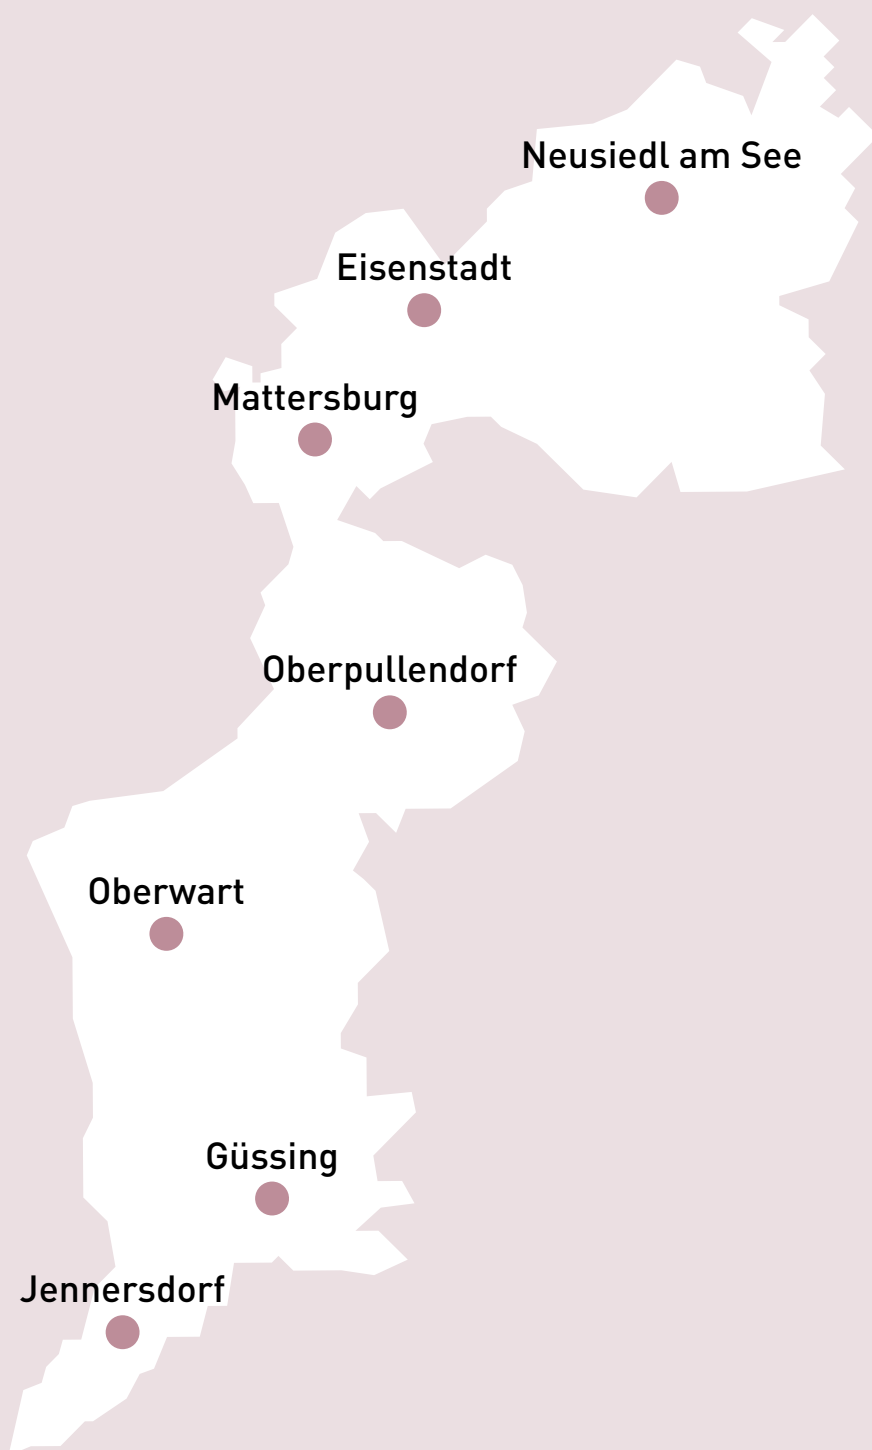 Neusiedl am See
Eisenstadt
Mattersburg
Oberpullendorf
Oberwart
Güssing
Jennersdorf